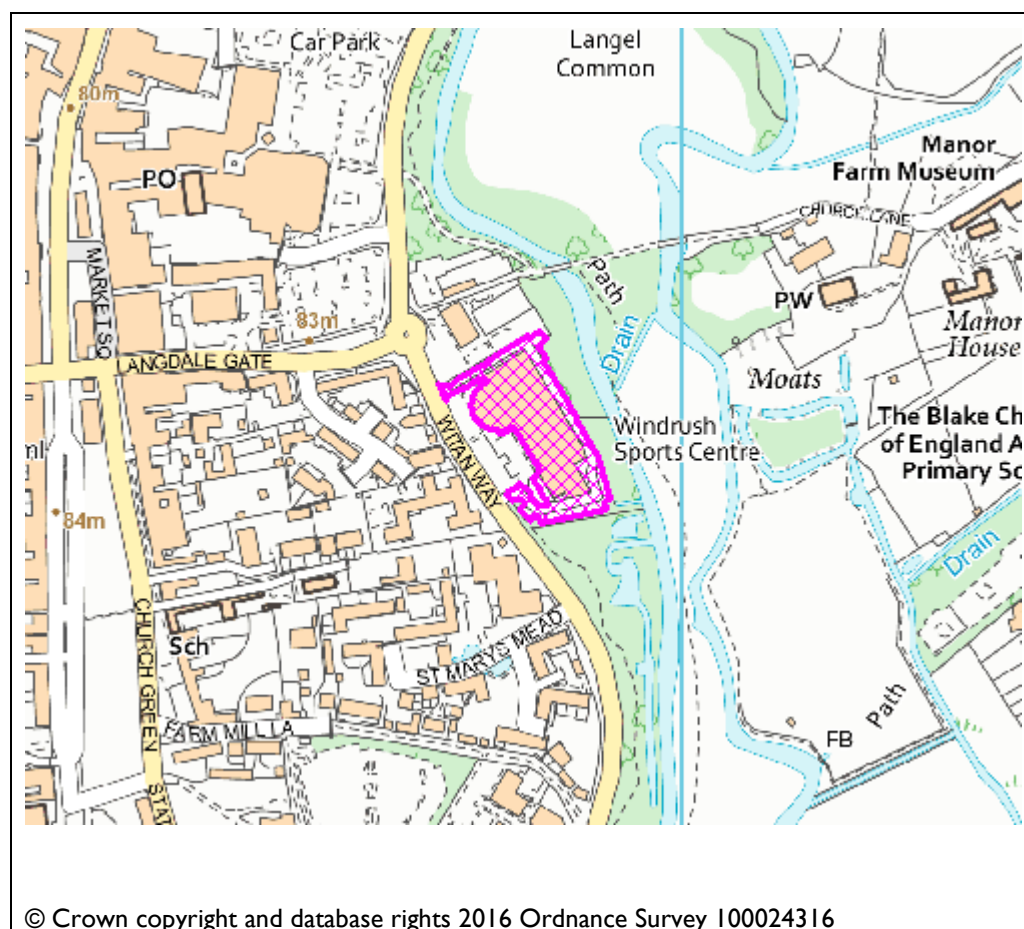 Car Park
Langel
Common
80m
PO
Manor
Farm Museum
CHURCH LANE
MARKET SQ
Path
PW
83m
Drain
Manor
House
LANGDALE GATE
Moats
WITAN WAY
Windrush
Sports Centre
The Blake Ch
of England A
Primary Sc
84m
Drain
CHURCH GREEN
Sch
ST MARYS MEAD
Path
FARM MILL LA
FB
STAT
© Crown copyright and database rights 2016 Ordnance Survey 100024316